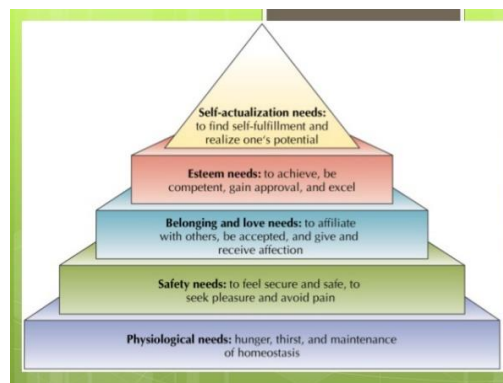 Self-actualization needs:
to find self-fulfillment and
realize one's potential
Esteem needs: to achieve, be
competent, gain approval, and excel
Belonging and love needs: to affiliate
with others, be accepted, and give and
receive affection
Safety needs: to feel secure and safe, to
seek pleasure and avoid pain
Physiological needs: hunger, thirst, and maintenance
of homeostasis